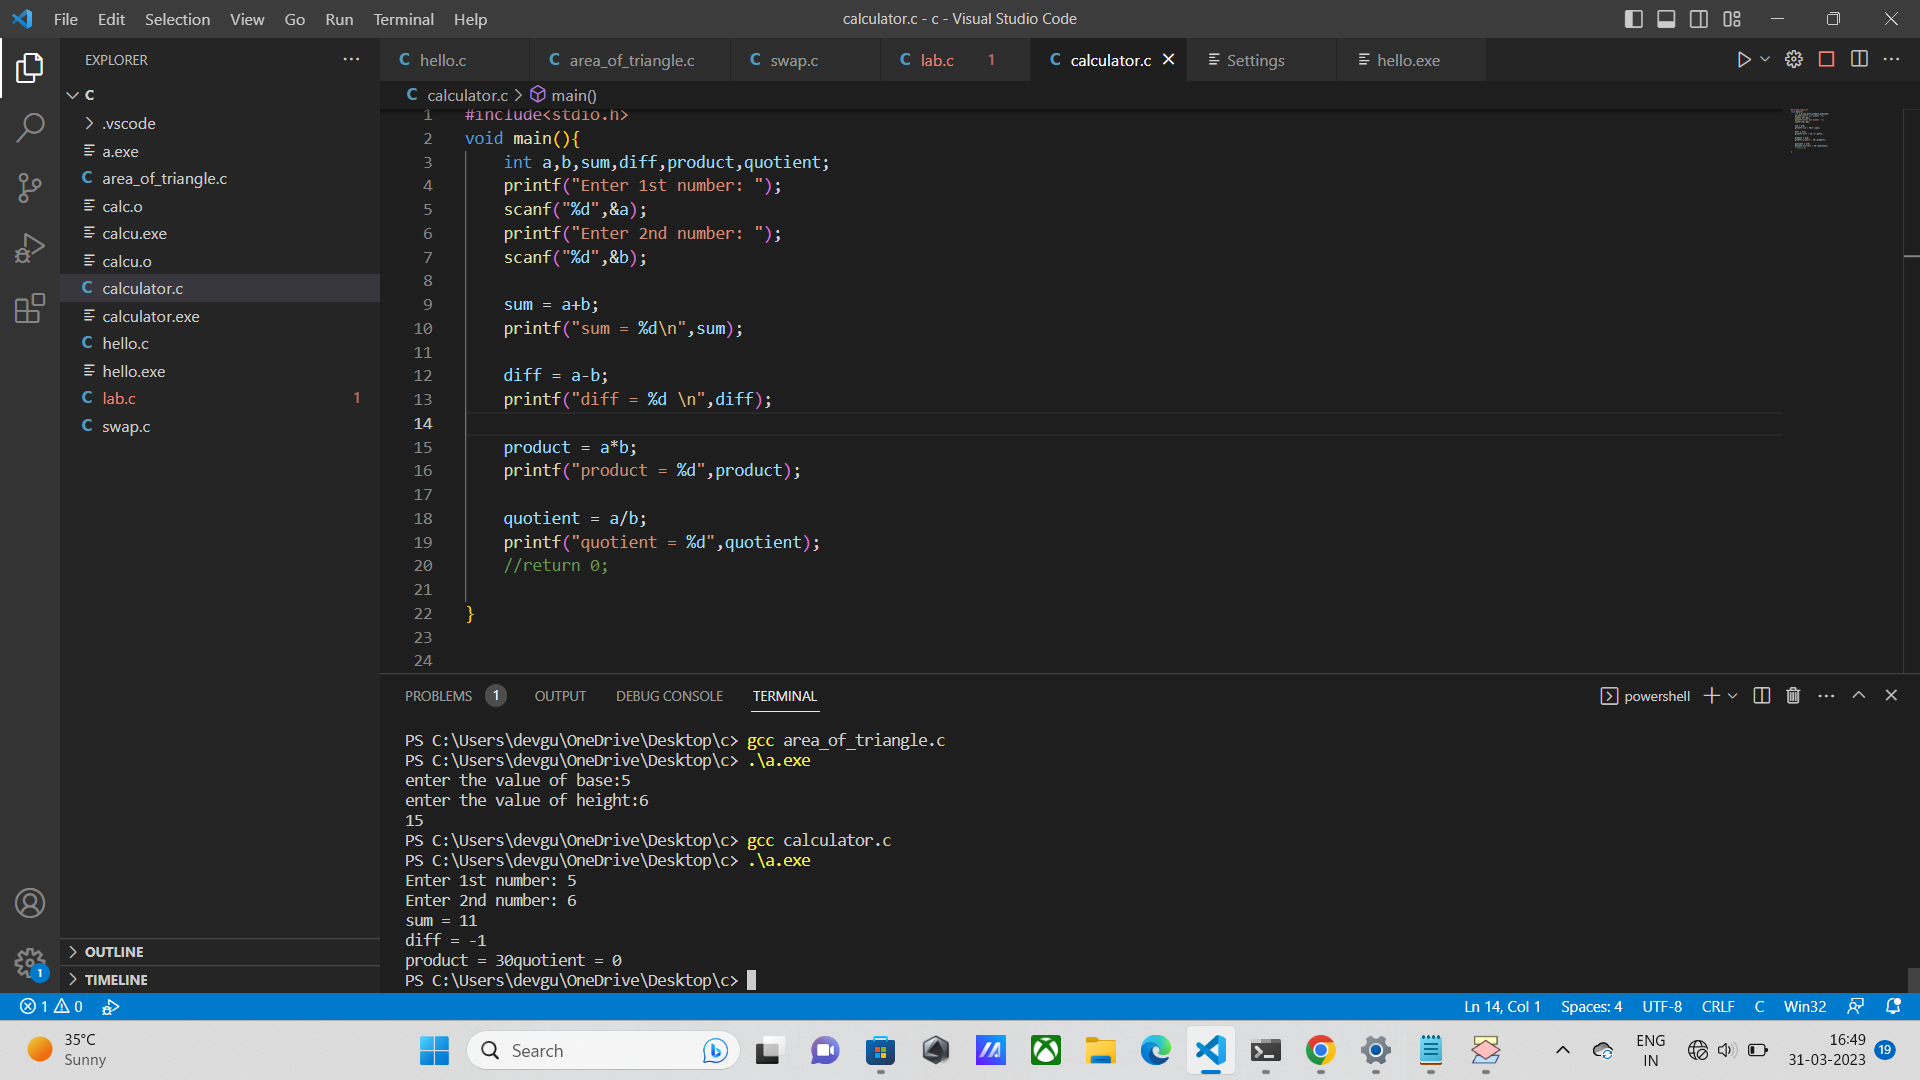 File Edit Selection View Go Run Terminal Help
calculator.c - c - Visual Studio Code
EXPLORER
C
.vscode
a.exe
C area_of_triangle.c
calc.o
calcu.exe
calcu.o
C calculator.c
calculator.exe
C hello.c
hello.exe
C lab.c 1
C swap.c
OUTLINE
TIMELINE
1
C hello.c C area_of_triangle.c C swap.c C lab.c 1 C calculator.c Settings hello.exe
C calculator.c > main()
1 #include<stdio.h>
2 void main(){
3 int a,b,sum,diff,product,quotient;
4 printf("Enter 1st number: ");
5 scanf("%d",&a);
6 printf("Enter 2nd number: ");
7 scanf("%d",&b);
8
9 sum = a+b;
10 printf("sum = %d\n",sum);
11
12 diff = a-b;
13 printf("diff = %d \n",diff);
14
15 product = a*b;
16 printf("product = %d",product);
17
18 quotient = a/b;
19 printf("quotient = %d",quotient);
20 //return 0;
21
22 }
23
24
PROBLEMS 1 OUTPUT DEBUG CONSOLE TERMINAL
powershell
PS C:\Users\devgu\OneDrive\Desktop\c> gcc area_of_triangle.c
PS C:\Users\devgu\OneDrive\Desktop\c> .\a.exe
enter the value of base:5
enter the value of height:6
15
PS C:\Users\devgu\OneDrive\Desktop\c> gcc calculator.c
PS C:\Users\devgu\OneDrive\Desktop\c> .\a.exe
Enter 1st number: 5
Enter 2nd number: 6
sum = 11
diff = -1
product = 30quotient = 0
PS C:\Users\devgu\OneDrive\Desktop\c>
1 0
Ln 14, Col 1 Spaces: 4 UTF-8 CRLF C Win32
35°C
Sunny
Search
ENG
IN
16:49
31-03-2023
19